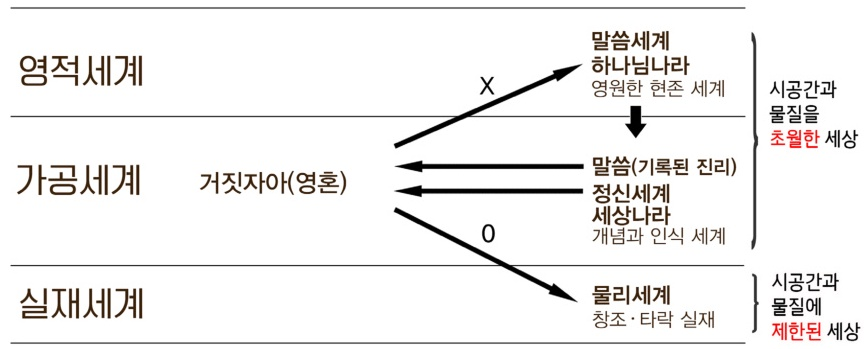 영적세계
말씀세계
하나님나라
영원한 현존 세계
X
시공간과
물질을
초월한 세상
가공세계
거짓자아(영혼)
말씀(기록된 진리)
정신세계
세상나라
개념과 인식 세계
0
실재세계
물리세계
창조·타락 실재
시공간과
물질에
제한된 세상